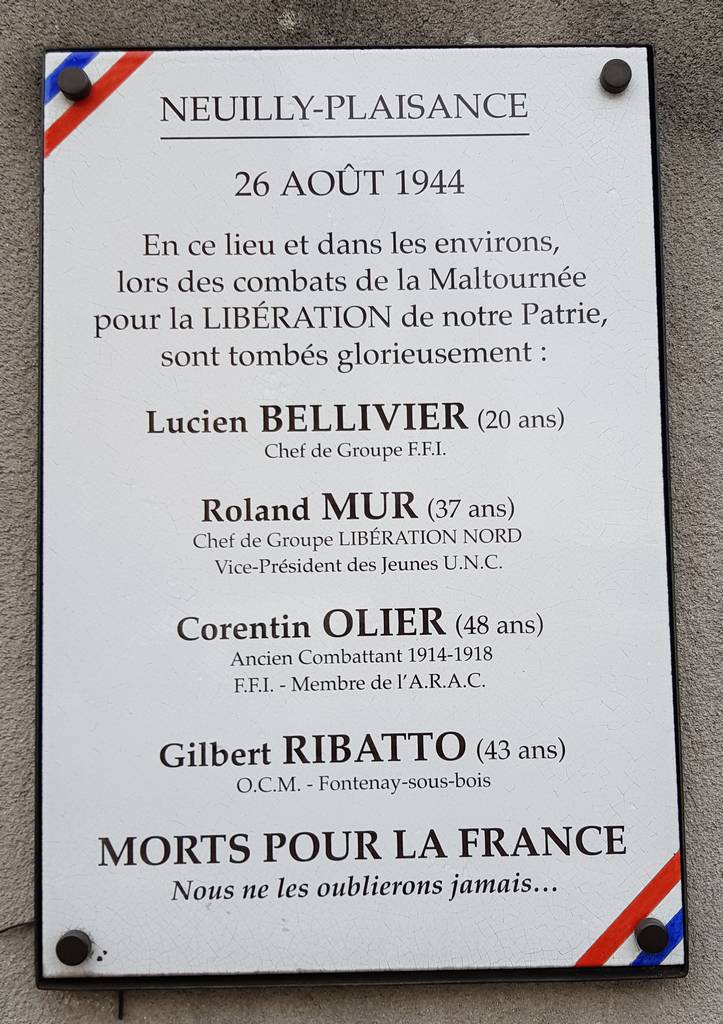 NEUILLY-PLAISANCE
26 AOÛT 1944
En ce lieu et dans les environs,
lors des combats de la Maltournée
pour la LIBÉRATION de notre Patrie,
sont tombés glorieusement :
Lucien BELLIVIER (20 ans)
Chef de Groupe F.F.I.
Roland MUR (37 ans)
Chef de Groupe LIBÉRATION NORD
Vice-Président des Jeunes U.N.C.
Corentin OLIER (48 ans)
Ancien Combattant 1914-1918
F.F.I. - Membre de l'A.R.A.C.
Gilbert RIBATTO (43 ans)
O.C.M. - Fontenay-sous-bois
MORTS POUR LA FRANCE
Nous ne les oublierons jamais...